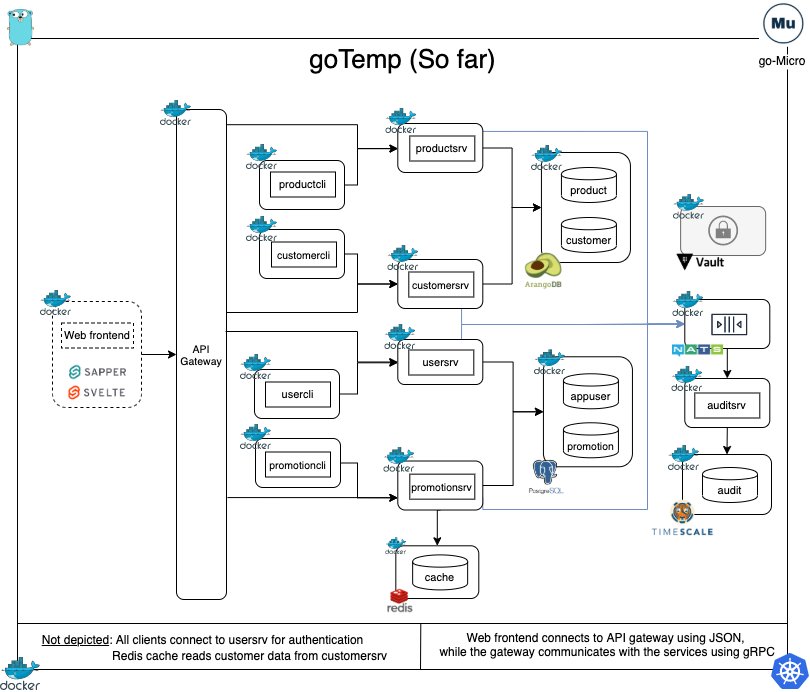 Mu
go-Micro
goTemp (So far)
docker
docker
productsrv
docker
productcli
docker
product
customer
ArangoDB
docker
customercli
docker
customersrv
docker
Vault
docker
Web frontend
SAPPER
SVELTE
API
Gateway
docker
NATS
docker
usersrv
docker
usercli
docker
appuser
promotion
PostgreSQL
docker
auditsrv
docker
promotioncli
docker
promotionsrv
docker
audit
TIMESCALE
docker
cache
redis
Not depicted: All clients connect to usersrv for authentication
Redis cache reads customer data from customersrv
Web frontend connects to API gateway using JSON,
while the gateway communicates with the services using gRPC
docker